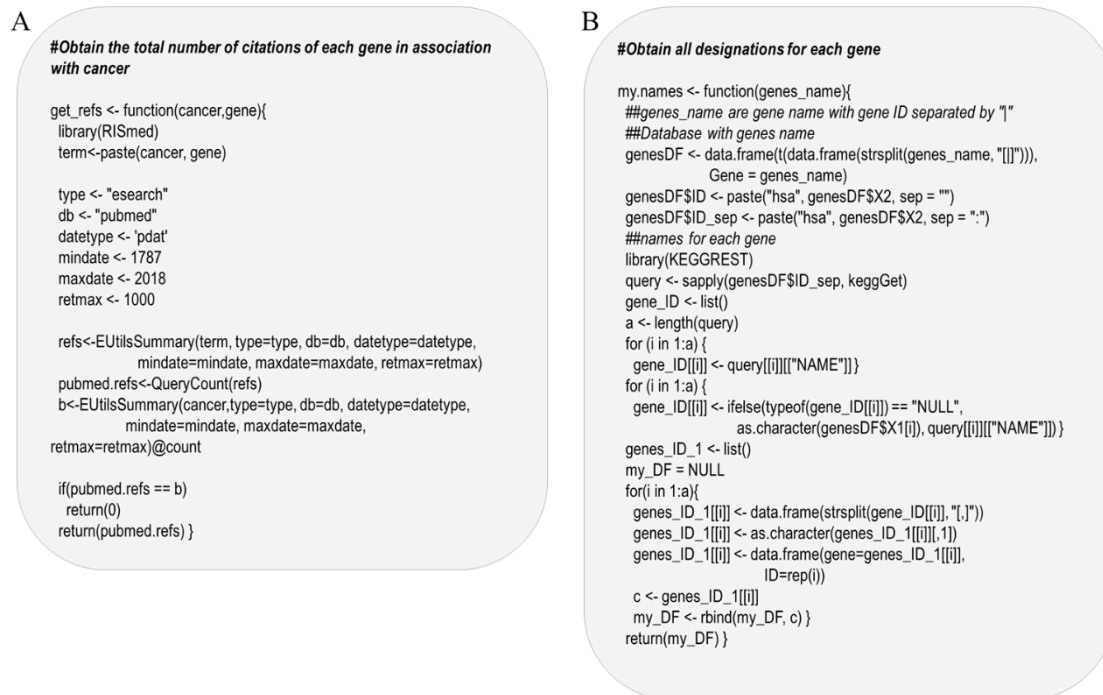 A
#Obtain the total number of citations of each gene in association
with cancer
get_refs <- function(cancer,gene){
library(RISmed)
term<-paste(cancer, gene)
type <- "esearch"
db <- "pubmed"
datetype <- 'pdat'
mindate <- 1787
maxdate <- 2018
retmax <- 1000
refs<-EUtilsSummary(term, type=type, db=db, datetype=datetype,
mindate=mindate, maxdate=maxdate, retmax=retmax)
pubmed.refs<-QueryCount(refs)
b<-EUtilsSummary(cancer,type=type, db=db, datetype=datetype,
mindate=mindate, maxdate=maxdate,
retmax=retmax)@count
if(pubmed.refs == b)
return(0)
return(pubmed.refs) }
B
#Obtain all designations for each gene
my.names <- function(genes_name){
##genes_name are gene name with gene ID separated by "|"
##Database with genes name
genesDF <- data.frame(t(data.frame(strsplit(genes_name, "[|]"))),
Gene = genes_name)
genesDF$ID <- paste("hsa", genesDF$X2, sep = "")
genesDF$ID_sep <- paste("hsa", genesDF$X2, sep = ":")
##names for each gene
library(KEGGREST)
query <- sapply(genesDF$ID_sep, keggGet)
gene_ID <- list()
a <- length(query)
for (i in 1:a) {
gene_ID[[i]] <- query[[i]][["NAME"]] }
for (i in 1:a) {
gene_ID[[i]] <- ifelse(typeof(gene_ID[[i]]) == "NULL",
as.character(genesDF$X1[i]), query[[i]][["NAME"]]) }
genes_ID_1 <- list()
my_DF = NULL
for(i in 1:a){
genes_ID_1[[i]] <- data.frame(strsplit(gene_ID[[i]], "[,]"))
genes_ID_1[[i]] <- as.character(genes_ID_1[[i]][,1])
genes_ID_1[[i]] <- data.frame(gene=genes_ID_1[[i]],
ID=rep(i))
c <- genes_ID_1[[i]]
my_DF <- rbind(my_DF, c) }
return(my_DF) }